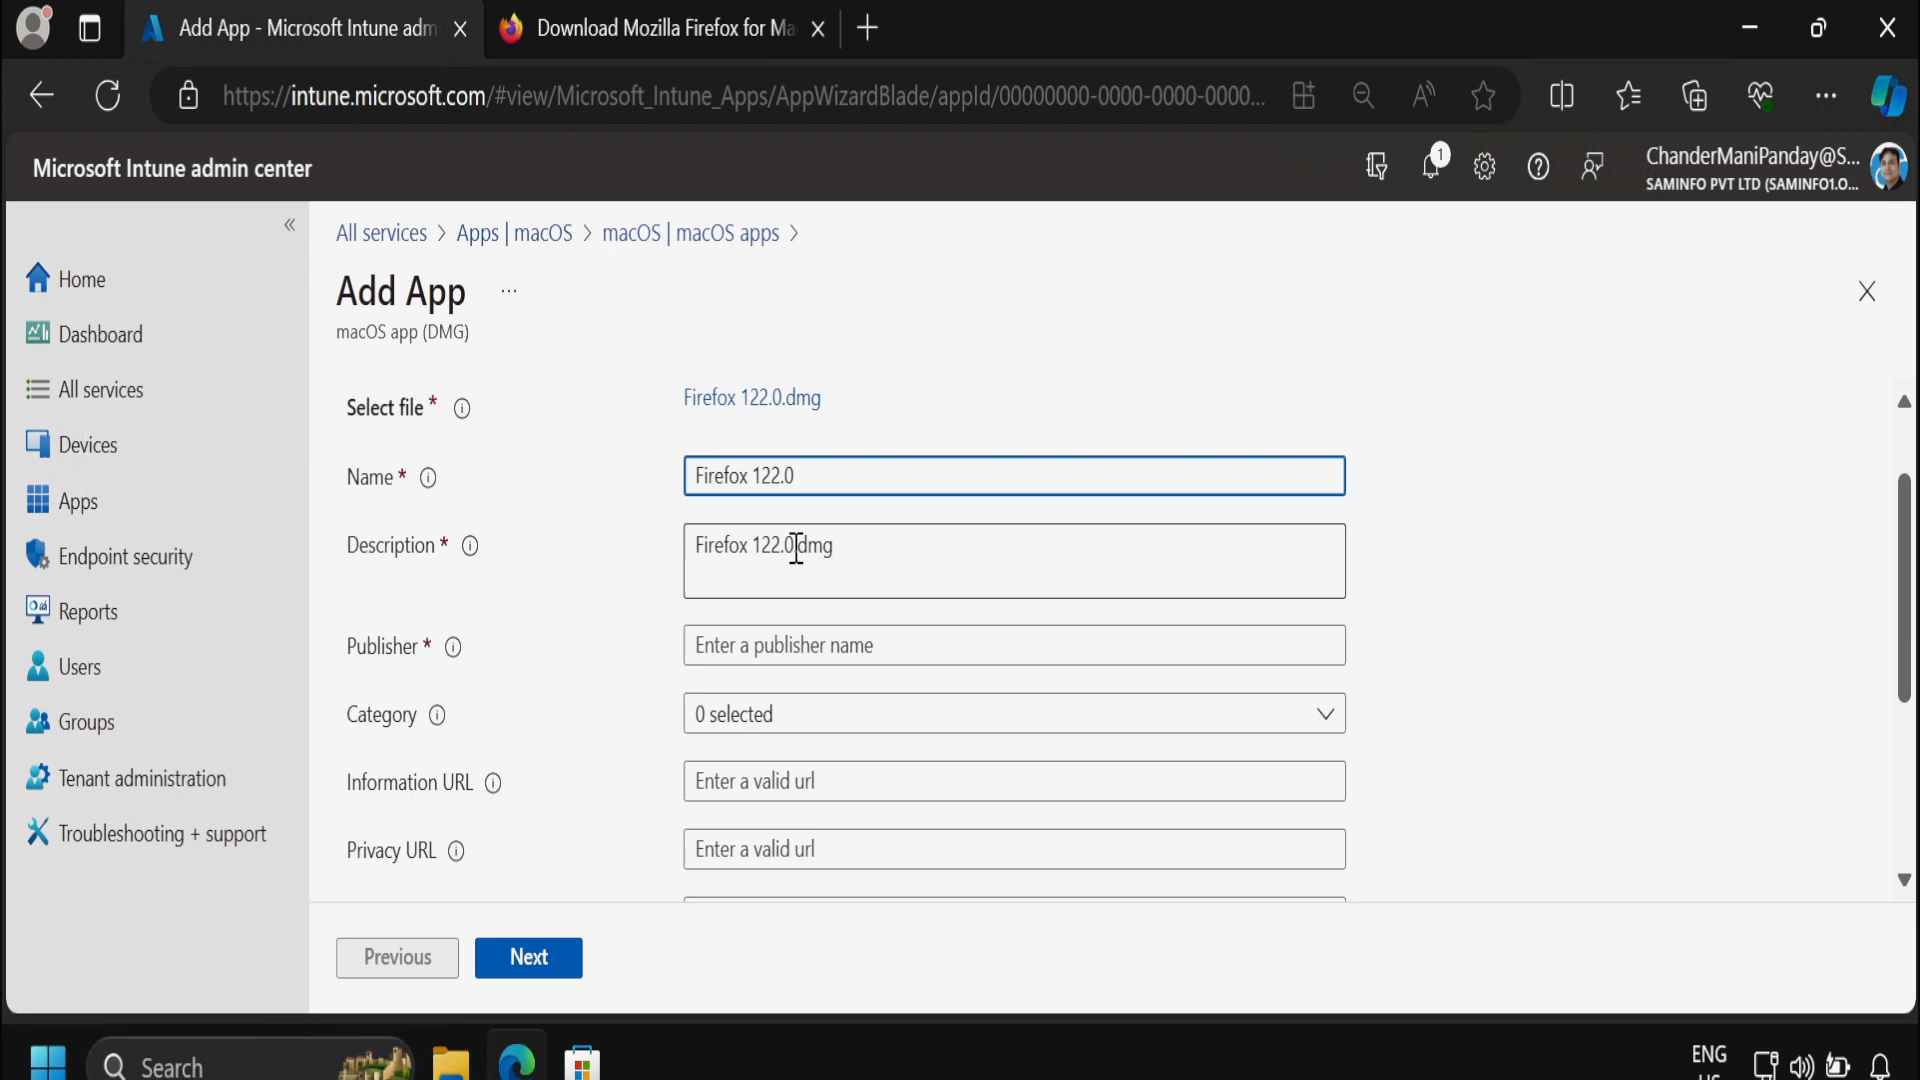 Add App - Microsoft Intune adm
Download Mozilla Firefox for Ma
https://intune.microsoft.com/#view/Microsoft_Intune_Apps/AppWizardBlade/appId/00000000-0000-0000-0000...
Microsoft Intune admin center
1
ChanderManiPanday@S...
SAMINFO PVT LTD (SAMINFO1.O...
Home
Dashboard
All services
Devices
Apps
Endpoint security
Reports
Users
Groups
Tenant administration
Troubleshooting + support
All services > Apps | macOS > macOS | macOS apps >
Add App ...
macOS app (DMG)
Select file *
Firefox 122.0.dmg
Name *
Firefox 122.0
Description *
Firefox 122.0.dmg
Publisher *
Enter a publisher name
Category
0 selected
Information URL
Enter a valid url
Privacy URL
Enter a valid url
Previous
Next
Search
ENG